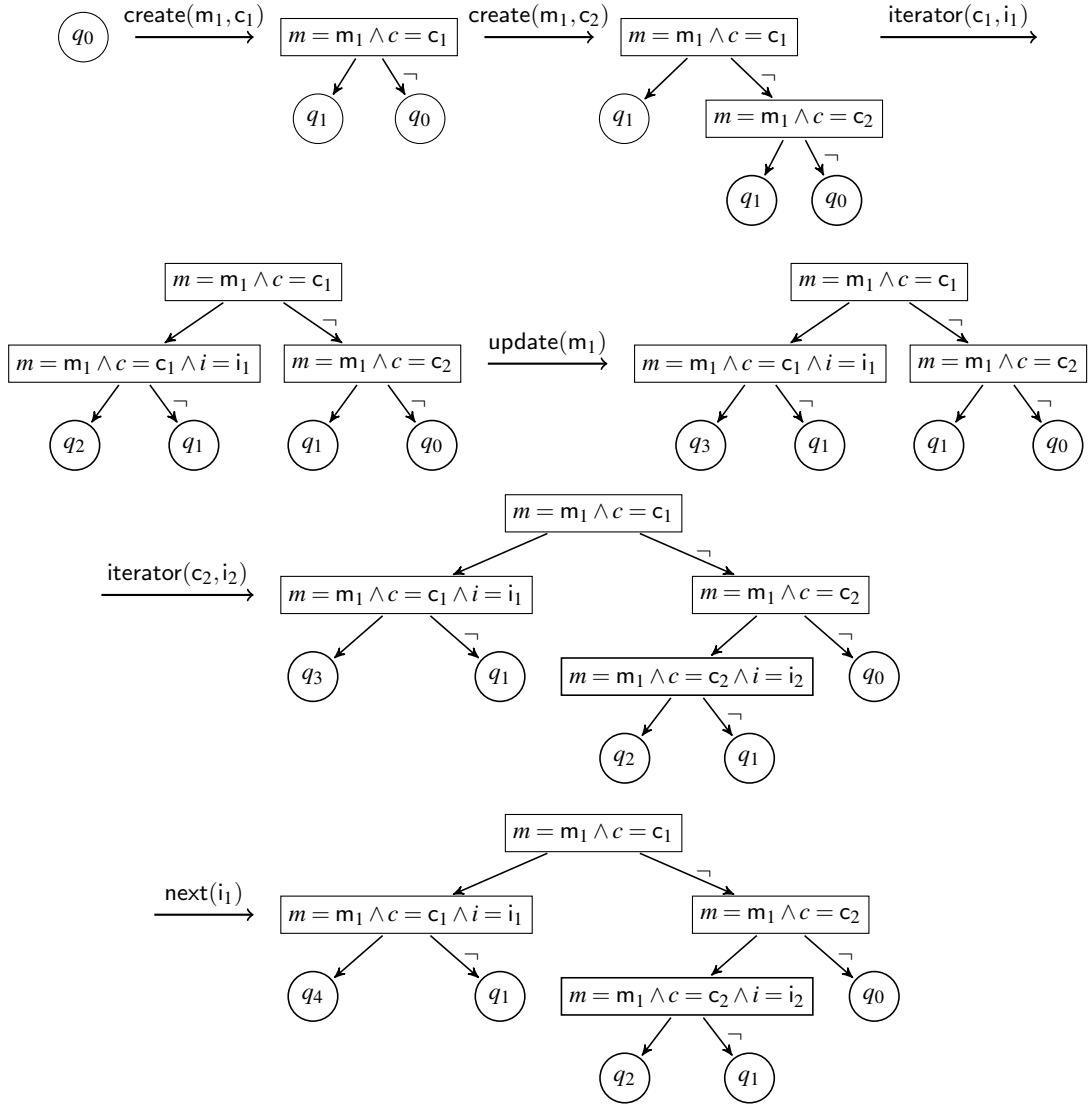 create(m₁,c₁) create(m₁,c₂) iterator(c₁,i₁)
q₀ m = m₁ ∧ c = c₁ m = m₁ ∧ c = c₁
¬ ¬
q₁ q₀ q₁ m = m₁ ∧ c = c₂
¬
q₁ q₀
m = m₁ ∧ c = c₁ m = m₁ ∧ c = c₁
¬ ¬
update(m₁)
m = m₁ ∧ c = c₁ ∧ i = i₁ m = m₁ ∧ c = c₂ m = m₁ ∧ c = c₁ ∧ i = i₁ m = m₁ ∧ c = c₂
¬ ¬ ¬ ¬
q₂ q₁ q₁ q₀ q₃ q₁ q₁ q₀
m = m₁ ∧ c = c₁
¬
iterator(c₂,i₂)
m = m₁ ∧ c = c₁ ∧ i = i₁ m = m₁ ∧ c = c₂
¬ ¬
q₃ q₁ m = m₁ ∧ c = c₂ ∧ i = i₂ q₀
¬
q₂ q₁
m = m₁ ∧ c = c₁
¬
next(i₁)
m = m₁ ∧ c = c₁ ∧ i = i₁ m = m₁ ∧ c = c₂
¬ ¬
q₄ q₁ m = m₁ ∧ c = c₂ ∧ i = i₂ q₀
¬
q₂ q₁